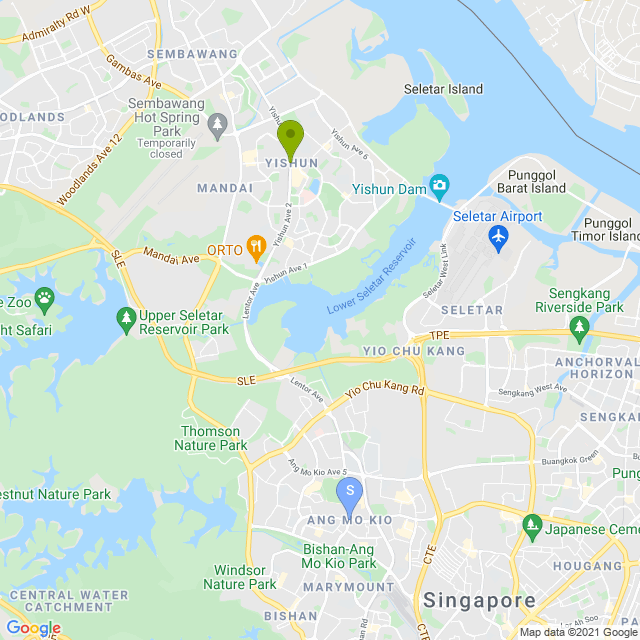 Admiralty Rd W
SEMBAWANG
Gambas Ave
Seletar Island
Sembawang
Hot Spring
Park
Temporarily
closed
Yishun
Yishun Ave 6
Woodlands Ave 12
YISHUN
MANDAI
Yishun Dam
Punggol
Barat Island
Seletar Airport
Punggol
Timor Island
Yishun Ave 2
ORTO
Mandai Ave
SLE
Yishun Ave 1
Lentor Ave
Lower Seletar Reservoir
Seletar West Link
e Zoo
ht Safari
Upper Seletar
Reservoir Park
SELETAR
Sengkang
Riverside Park
TPE
YIO CHU KANG
ANCHORVAL
HORIZON
SLE
Lentor Ave
Yio Chu Kang Rd
Sengkang West Ave
SENGKA
Thomson
Nature Park
Ang Mo Kio Ave 5
Buangkok Green
Pung
estnut Nature Park
S
ANG MO KIO
Japanese Ceme
Bishan-Ang
Mo Kio Park
CTE
HOUGANG
Windsor
Nature Park
MARYMOUNT
CENTRAL WATER
CATCHMENT
BISHAN
Singapore
Google
CTE
Map data ©2021 Goo